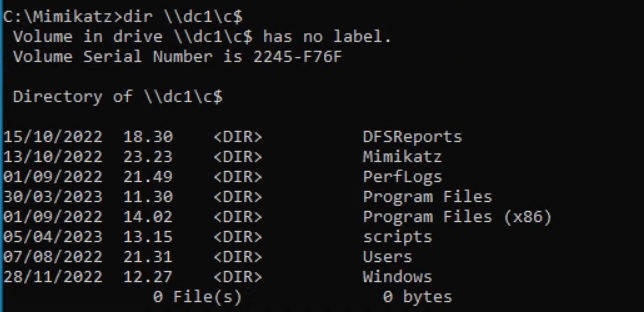 C:\Mimikatz>dir \\dc1\c$
Volume in drive \\dc1\c$ has no label.
Volume Serial Number is 2245-F76F
Directory of \\dc1\c$
15/10/2022 18.30 <DIR> DFSReports
13/10/2022 23.23 <DIR> Mimikatz
01/09/2022 21.49 <DIR> PerfLogs
30/03/2023 11.30 <DIR> Program Files
01/09/2022 14.02 <DIR> Program Files (x86)
05/04/2023 13.15 <DIR> scripts
07/08/2022 21.31 <DIR> Users
28/11/2022 12.27 <DIR> Windows
0 File(s) 0 bytes